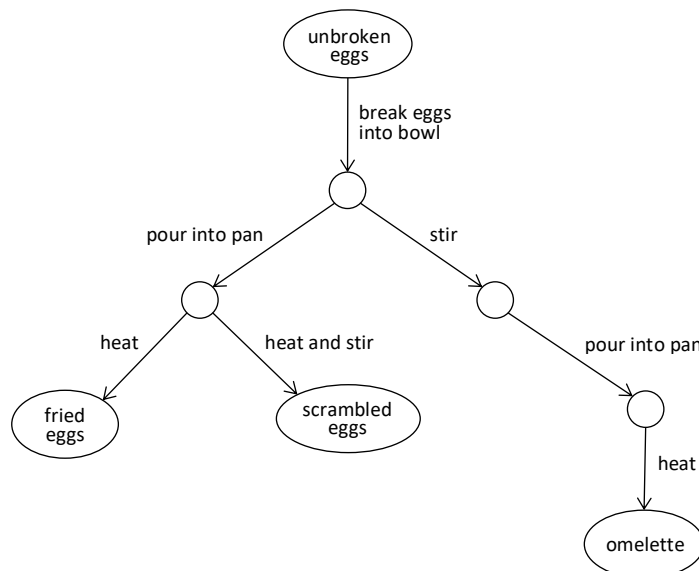 unbroken
eggs
break eggs
into bowl
pour into pan
stir
heat
heat and stir
pour into pan
fried
eggs
scrambled
eggs
heat
omelette